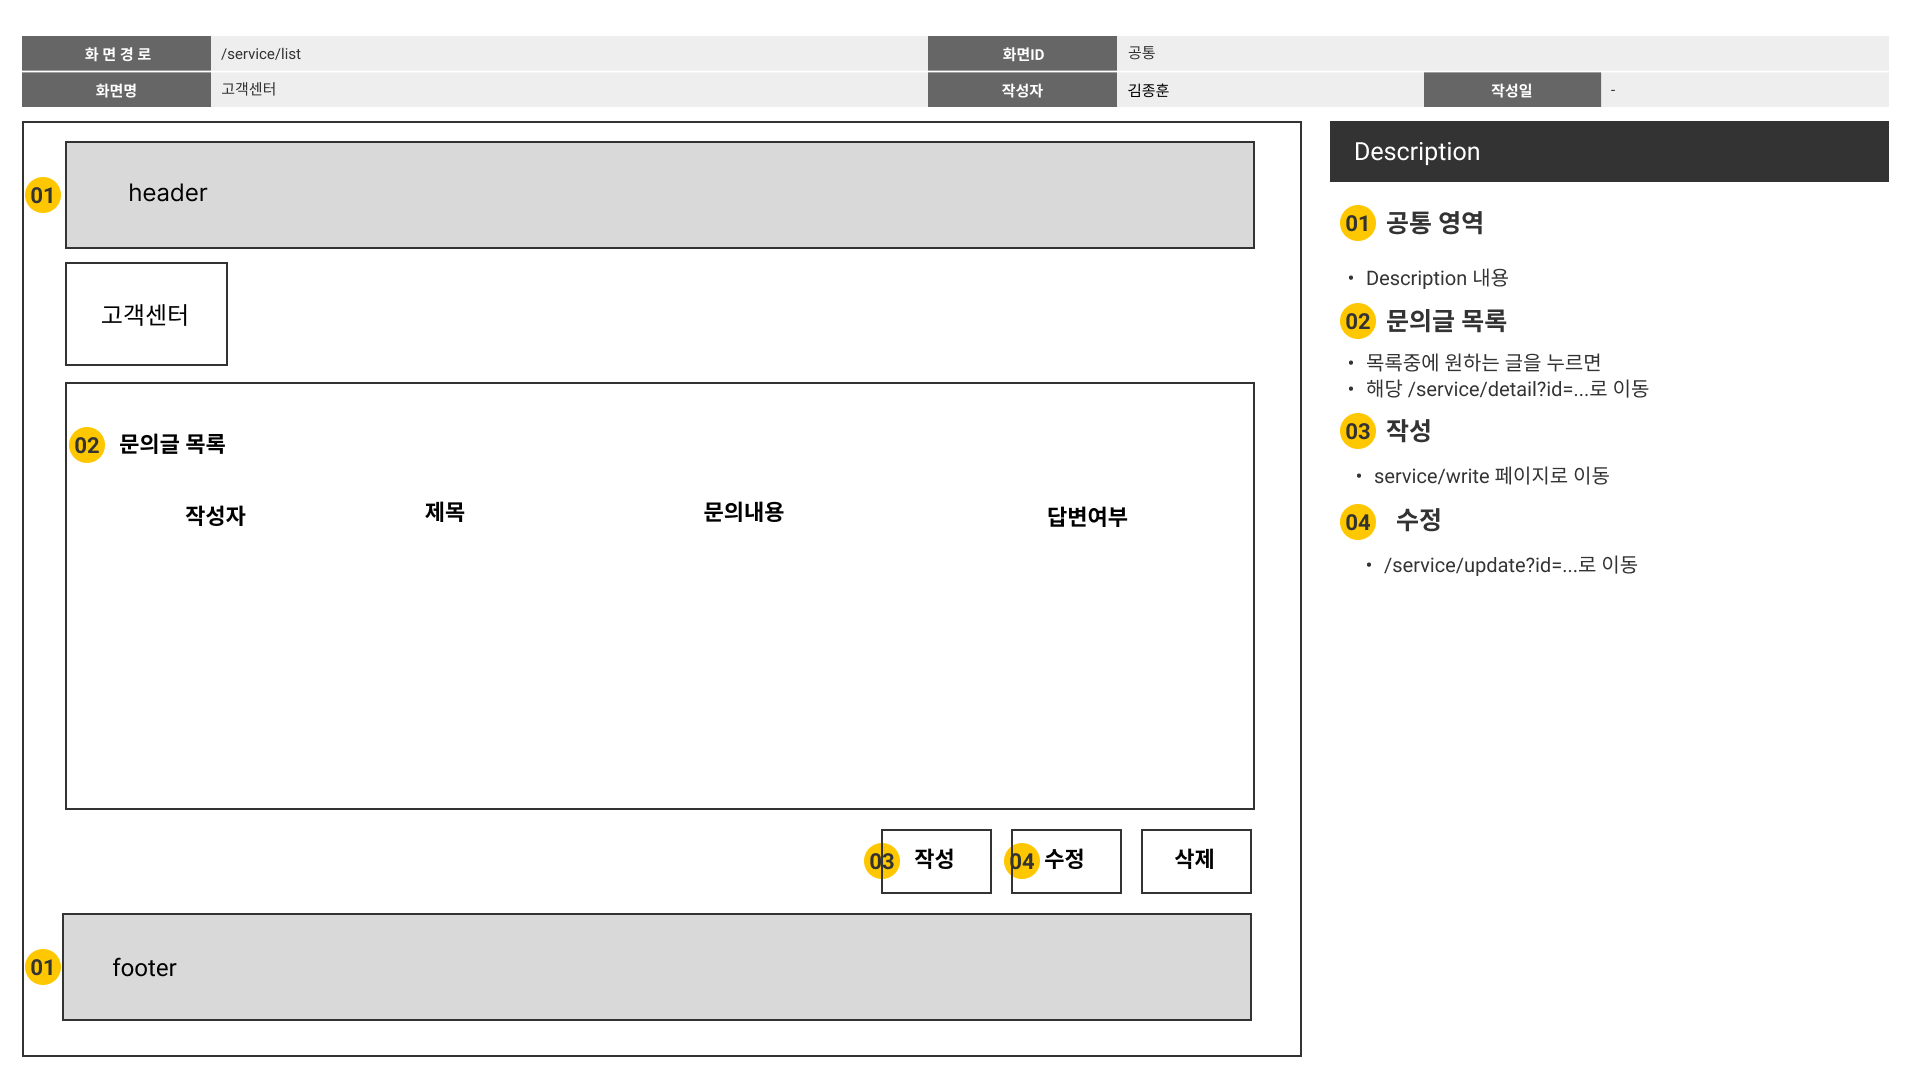 화 면 경 로 /service/list 화면ID 공통
화면명 고객센터 작성자 김종훈 작성일 -
01 header
고객센터
02 문의글 목록
작성자 제목 문의내용 답변여부
03 작성 04 수정 삭제
01 footer
Description
01 공통 영역
• Description 내용
02 문의글 목록
• 목록중에 원하는 글을 누르면
• 해당 /service/detail?id=...로 이동
03 작성
• service/write 페이지로 이동
04 수정
• /service/update?id=...로 이동